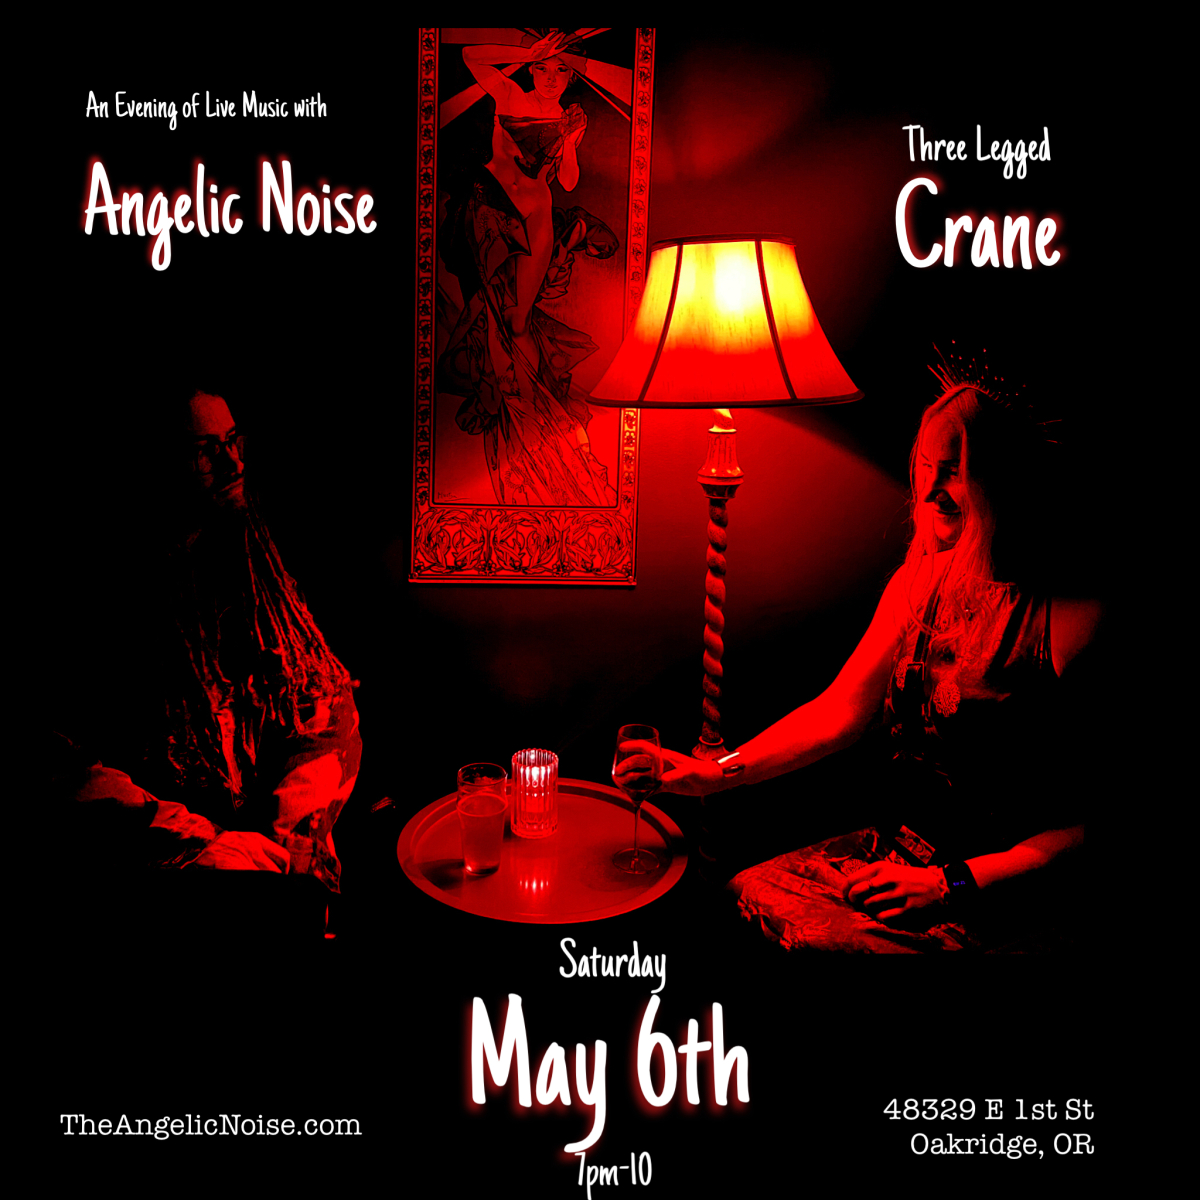 An Evening of Live Music with
Angelic Noise
Three Legged
Crane
Saturday
May 6th
7pm-10
TheAngelicNoise.com
48329 E 1st St
Oakridge, OR